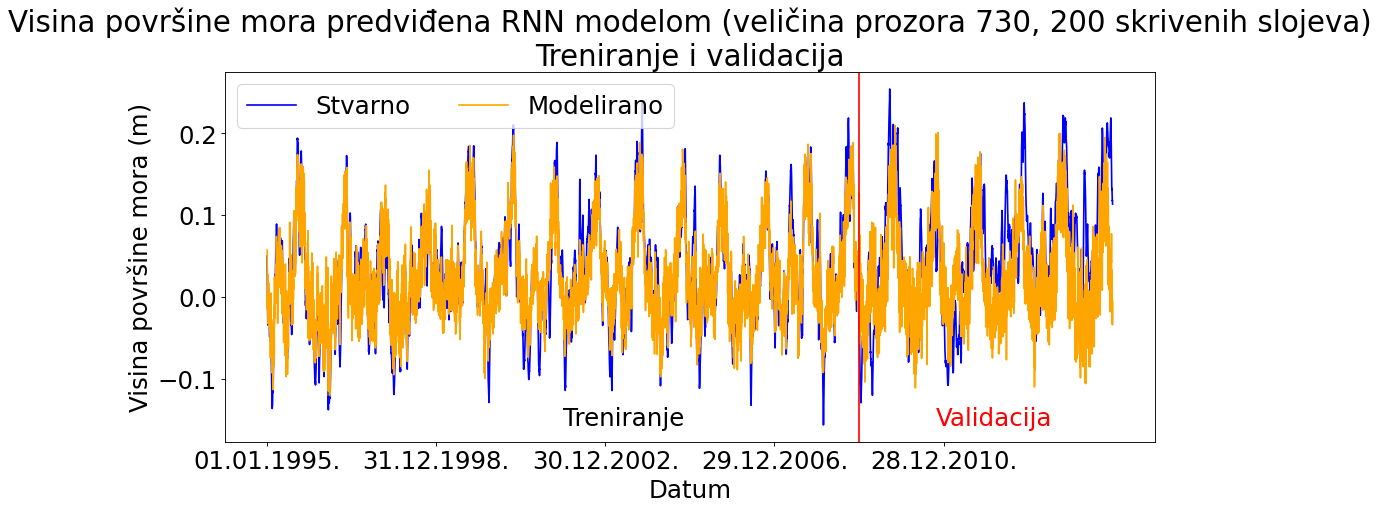 Visina površine mora predviđena RNN modelom (veličina prozora 730, 200 skrivenih slojeva)
Treniranje i validacija
Stvarno
Modelirano
Visina površine mora (m)
0.2
0.1
0.0
−0.1
Treniranje
Validacija
01.01.1995.
31.12.1998.
30.12.2002.
29.12.2006.
28.12.2010.
Datum